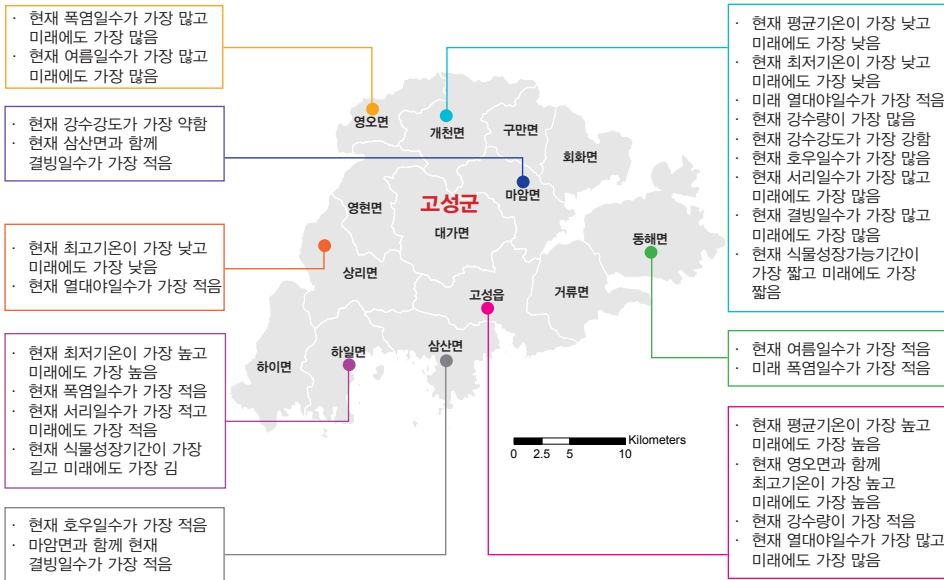 · 현재 폭염일수가 가장 많고
미래에도 가장 많음
· 현재 여름일수가 가장 많고
미래에도 가장 많음
· 현재 강수강도가 가장 약함
· 현재 삼산면과 함께
결빙일수가 가장 적음
· 현재 최고기온이 가장 낮고
미래에도 가장 낮음
· 현재 열대야일수가 가장 적음
· 현재 최저기온이 가장 높고
미래에도 가장 높음
· 현재 폭염일수가 가장 적음
· 현재 서리일수가 가장 적고
미래에도 가장 적음
· 현재 식물성장기간이 가장
길고 미래에도 가장 김
· 현재 호우일수가 가장 적음
· 마암면과 함께 현재
결빙일수가 가장 적음
영오면
개천면
구만면
회화면
마암면
영현면
고성군
대가면
동해면
상리면
고성읍
거류면
하이면
하일면
삼산면
Kilometers
0 2.5 5 10
· 현재 평균기온이 가장 낮고
미래에도 가장 낮음
· 현재 최저기온이 가장 낮고
미래에도 가장 낮음
· 미래 열대야일수가 가장 적음
· 현재 강수량이 가장 많음
· 현재 강수강도가 가장 강함
· 현재 호우일수가 가장 많음
· 현재 서리일수가 가장 많고
미래에도 가장 많음
· 현재 결빙일수가 가장 많고
미래에도 가장 많음
· 현재 식물성장가능기간이
가장 짧고 미래에도 가장
짧음
· 현재 여름일수가 가장 적음
· 미래 폭염일수가 가장 적음
· 현재 평균기온이 가장 높고
미래에도 가장 높음
· 현재 영오면과 함께
최고기온이 가장 높고
미래에도 가장 높음
· 현재 강수량이 가장 적음
· 현재 열대야일수가 가장 많고
미래에도 가장 많음